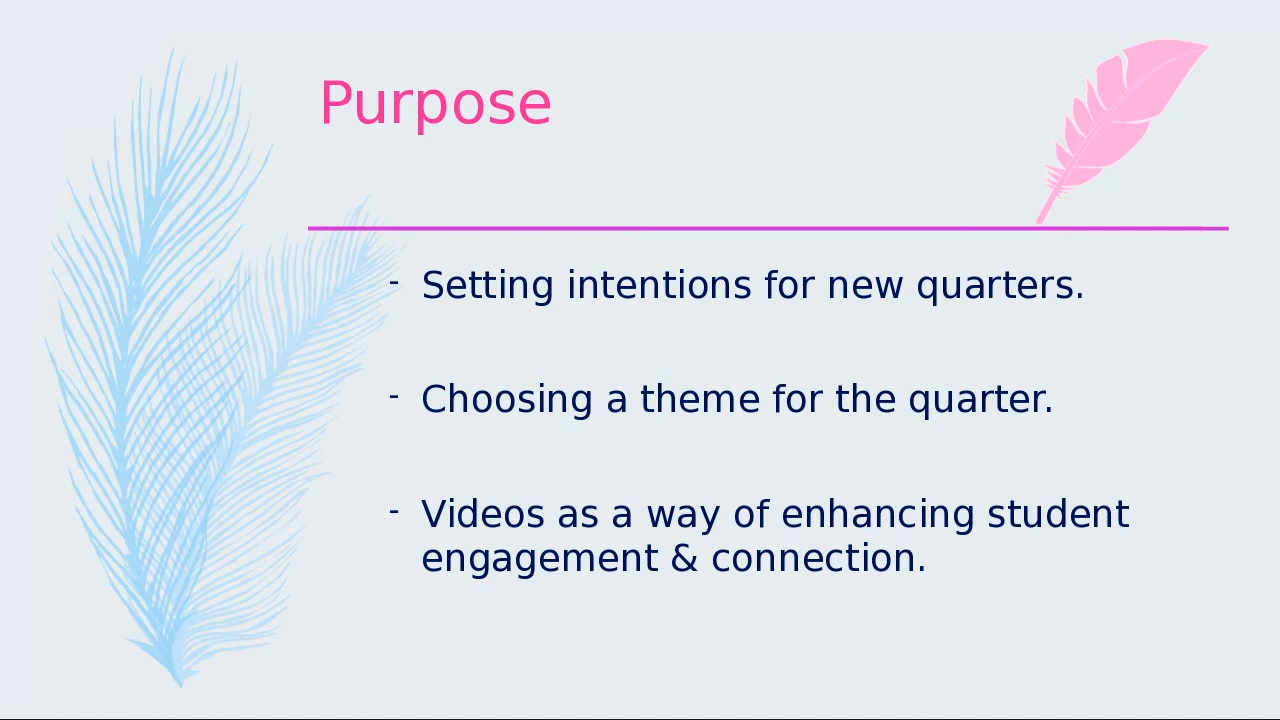 Purpose
- Setting intentions for new quarters.
- Choosing a theme for the quarter.
- Videos as a way of enhancing student
engagement & connection.